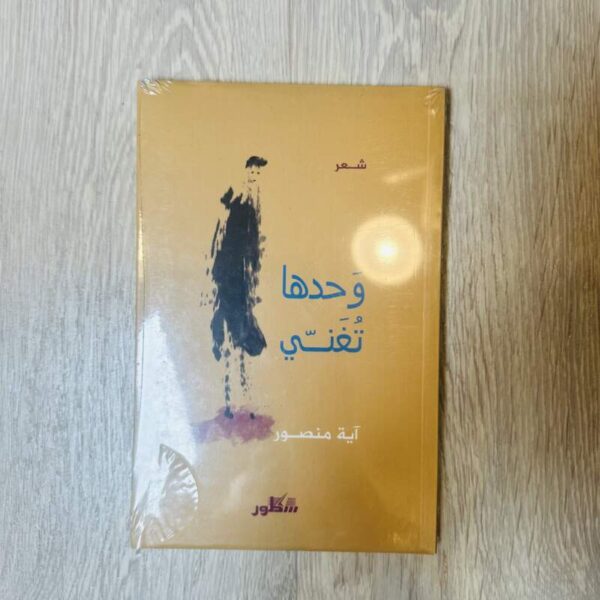 شعر
وَحدها
تُغَنّي
آية منصور
سطور